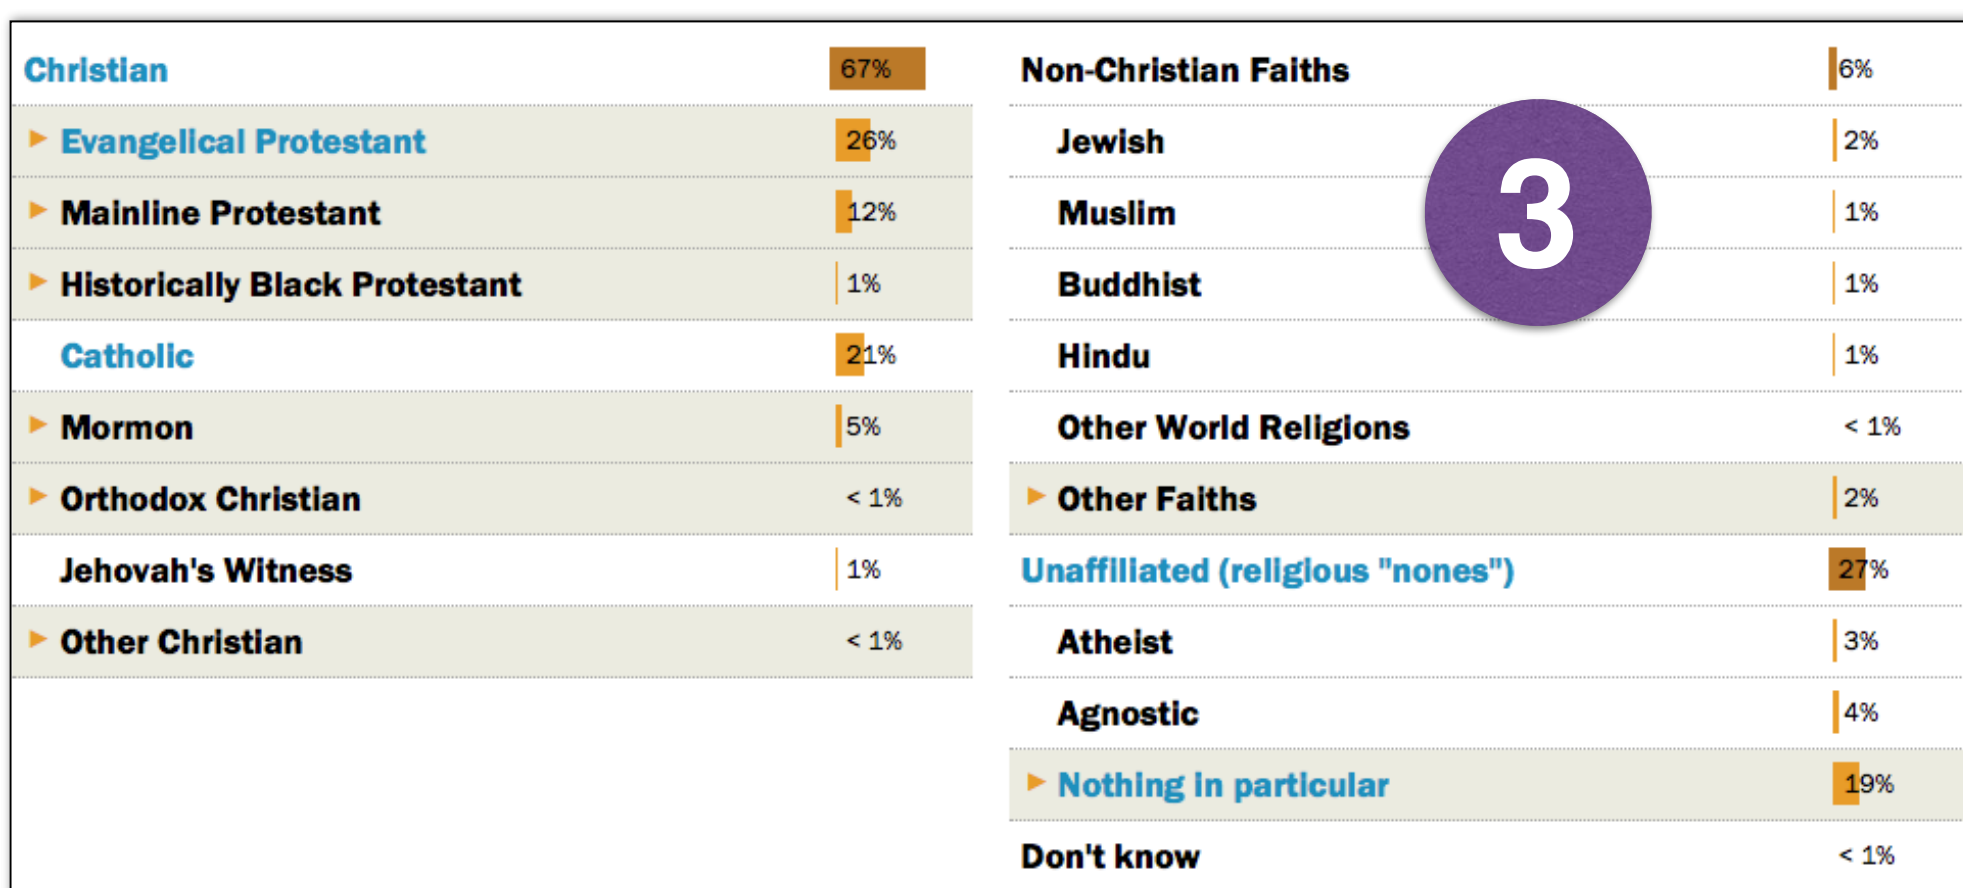 Christian 67%
Evangelical Protestant 26%
Mainline Protestant 12%
Historically Black Protestant 1%
Catholic 21%
Mormon 5%
Orthodox Christian < 1%
Jehovah's Witness 1%
Other Christian < 1%
Non-Christian Faiths 6%
Jewish 2%
Muslim 1%
3
Buddhist 1%
Hindu 1%
Other World Religions < 1%
Other Faiths 2%
Unaffiliated (religious "nones") 27%
Atheist 3%
Agnostic 4%
Nothing in particular 19%
Don't know < 1%